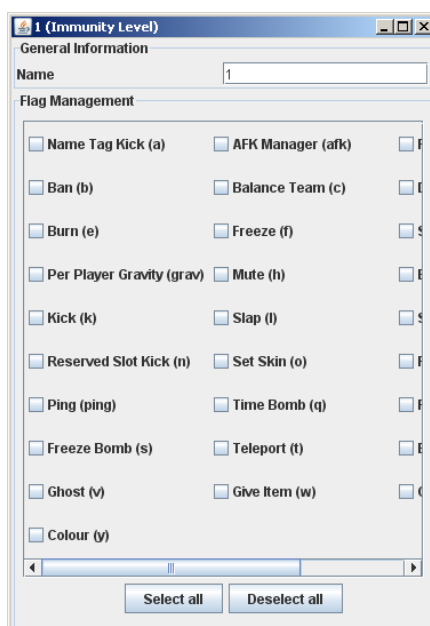 1 (Immunity Level)
General Information
Name 1
Flag Management
Name Tag Kick (a) AFK Manager (afk)
Ban (b) Balance Team (c)
Burn (e) Freeze (f)
Per Player Gravity (grav) Mute (h)
Kick (k) Slap (l)
Reserved Slot Kick (n) Set Skin (o)
Ping (ping) Time Bomb (q)
Freeze Bomb (s) Teleport (t)
Ghost (v) Give Item (w)
Colour (y)
Select all Deselect all